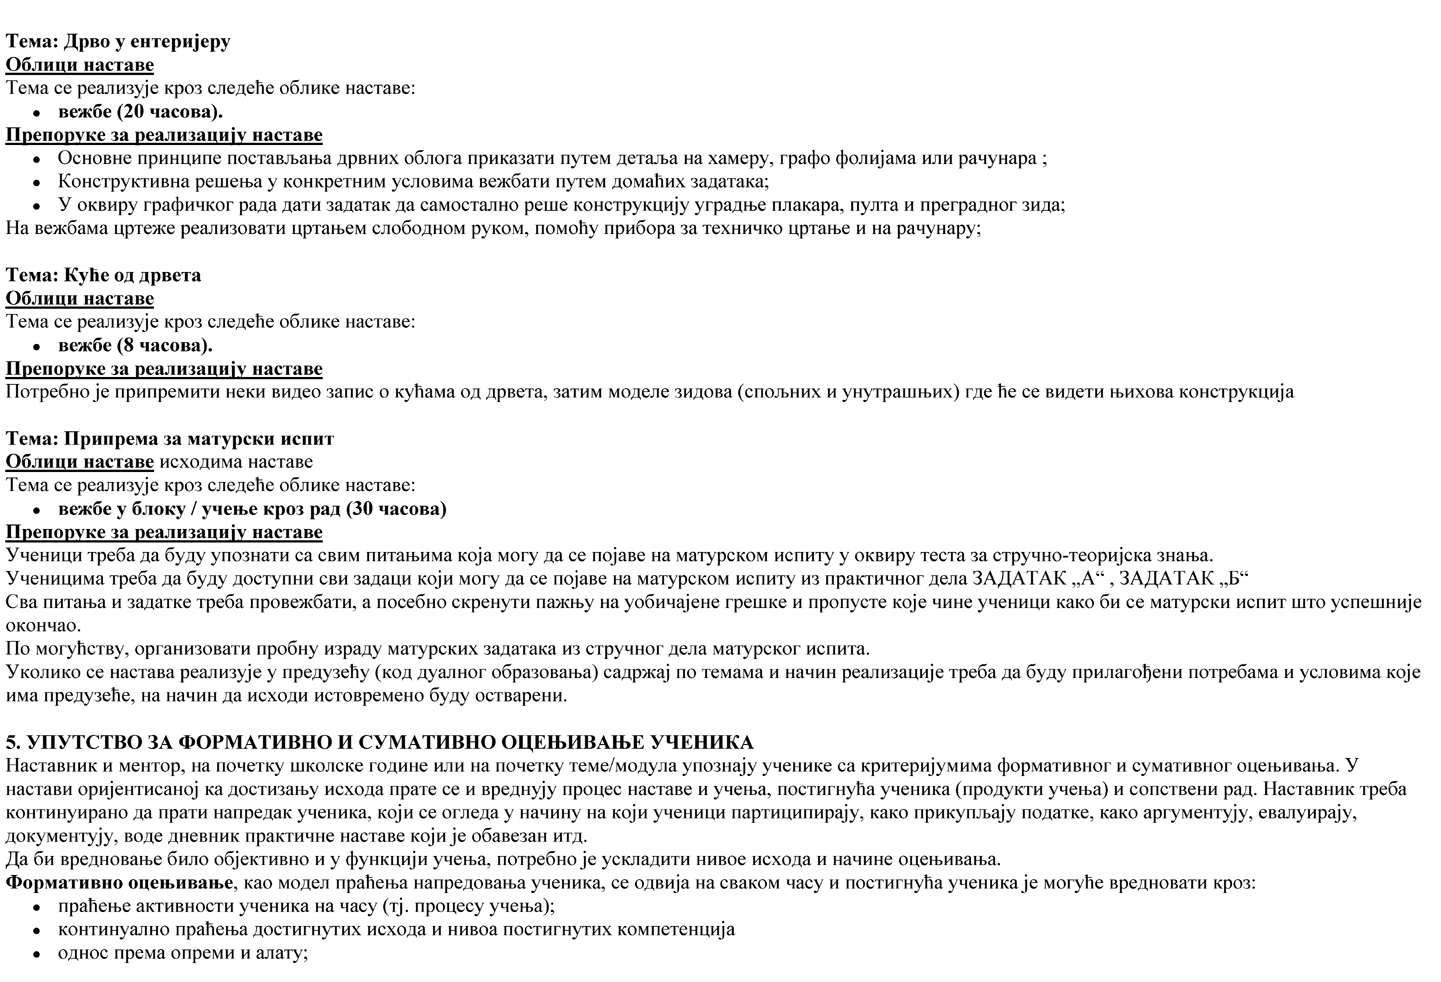 Тема: Дрво у ентеријеру
Облици наставе
Тема се реализује кроз следеће облике наставе:
• вежбе (20 часова).
Препоруке за реализацију наставе
• Основне принципе постављања дрвних облога приказати путем детаља на хамеру, графо фолијама или рачунара ;
• Конструктивна решења у конкретним условима вежбати путем домаћих задатака;
• У оквиру графичког рада дати задатак да самостално реше конструкцију уградње плакара, пулта и преградног зида;
На вежбама цртеже реализовати цртањем слободном руком, помоћу прибора за техничко цртање и на рачунару;
Тема: Куће од дрвета
Облици наставе
Тема се реализује кроз следеће облике наставе:
• вежбе (8 часова).
Препоруке за реализацију наставе
Потребно је припремити неки видео запис о кућама од дрвета, затим моделе зидова (спољних и унутрашњих) где ће се видети њихова конструкција
Тема: Припрема за матурски испит
Облици наставе исходима наставе
Тема се реализује кроз следеће облике наставе:
• вежбе у блоку / учење кроз рад (30 часова)
Препоруке за реализацију наставе
Ученици треба да буду упознати са свим питањима која могу да се појаве на матурском испиту у оквиру теста за стручно-теоријска знања.
Ученицима треба да буду доступни сви задаци који могу да се појаве на матурском испиту из практичног дела ЗАДАТАК „А“ , ЗАДАТАК „Б“
Сва питања и задатке треба провежбати, а посебно скренути пажњу на уобичајене грешке и пропусте које чине ученици како би се матурски испит што успешније
окончао.
По могућству, организовати пробну израду матурских задатака из стручног дела матурског испита.
Уколико се настава реализује у предузећу (код дуалног образовања) садржај по темама и начин реализације треба да буду прилагођени потребама и условима које
има предузеће, на начин да исходи истовремено буду остварени.
5. УПУТСТВО ЗА ФОРМАТИВНО И СУМАТИВНО ОЦЕЊИВАЊЕ УЧЕНИКА
Наставник и ментор, на почетку школске године или на почетку теме/модула упознају ученике са критеријумима формативног и сумативног оцењивања. У
настави оријентисаној ка достизању исхода прате се и вреднују процес наставе и учења, постигнућа ученика (продукти учења) и сопствени рад. Наставник треба
континуирано да прати напредак ученика, који се огледа у начину на који ученици партиципирају, како прикупљају податке, како аргументују, евалуирају,
документују, воде дневник практичне наставе који је обавезан итд.
Да би вредновање било објективно и у функцији учења, потребно је ускладити нивое исхода и начине оцењивања.
Формативно оцењивање, као модел праћења напредовања ученика, се одвија на сваком часу и постигнућа ученика је могуће вредновати кроз:
• праћење активности ученика на часу (тј. процесу учења);
• континуално праћења достигнутих исхода и нивоа постигнутих компетенција
• однос према опреми и алату;